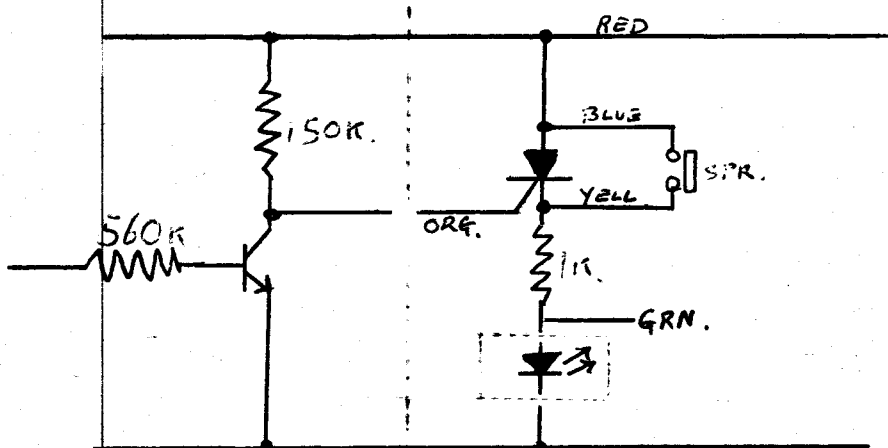 RED
BLUE
150K.
SPR.
YELL
ORG.
560K
1K.
GRN.